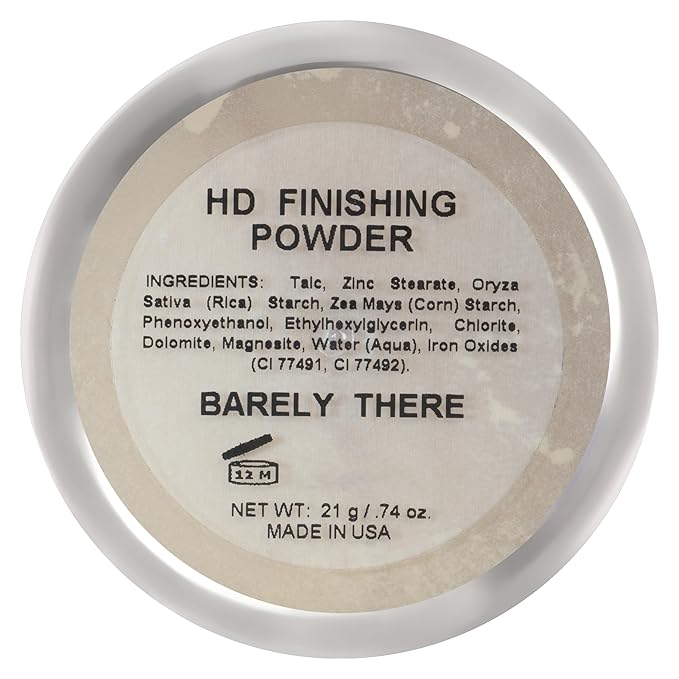 HD FINISHING
POWDER
INGREDIENTS: Talc, Zinc Stearate, Oryza
Sativa (Rica) Starch, Zea Mays (Corn) Starch,
Phenoxyethanol, Ethylhexylglycerin, Chlorite,
Dolomite, Magnesite, Water (Aqua), Iron Oxides
(CI 77491, CI 77492).
BARELY THERE
12 M
NET WT: 21 g / .74 oz.
MADE IN USA